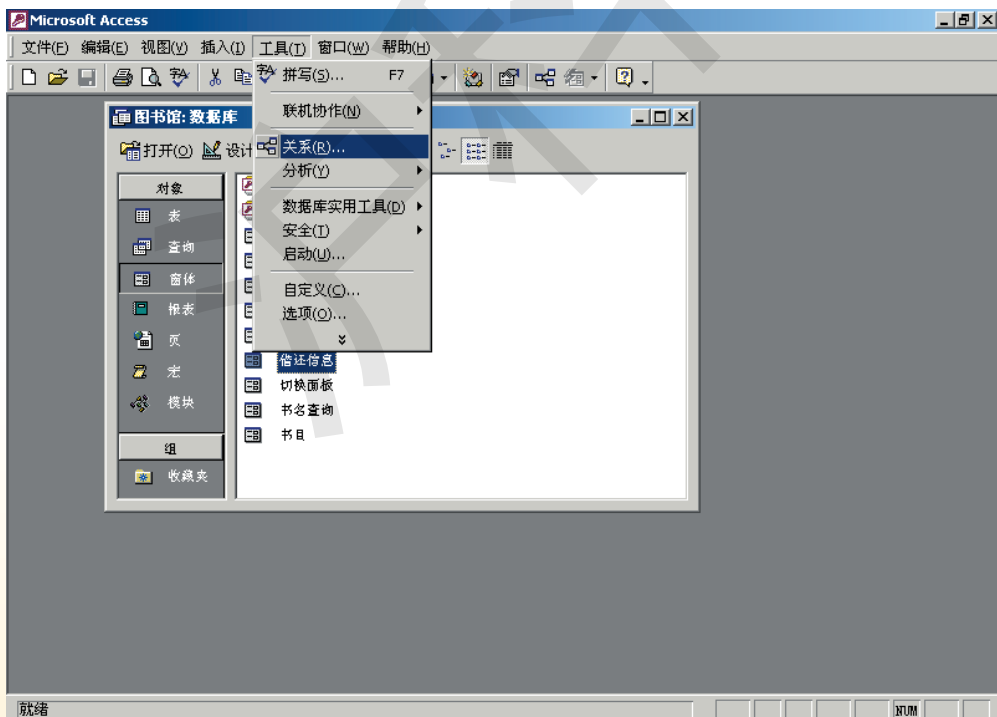 Microsoft Access
文件(F) 编辑(E) 视图(V) 插入(I) 工具(T) 窗口(W) 帮助(H)
拼写(S)... F7
联机协作(N)
关系(R)...
分析(Y)
数据库实用工具(D)
安全(T)
启动(U)...
自定义(C)...
选项(O)...
图书馆: 数据库
打开(O) 设计
对象
表
查询
窗体
报表
页
宏
模块
组
收藏夹
借还信息
切换面板
书名查询
书目
就绪
NUM